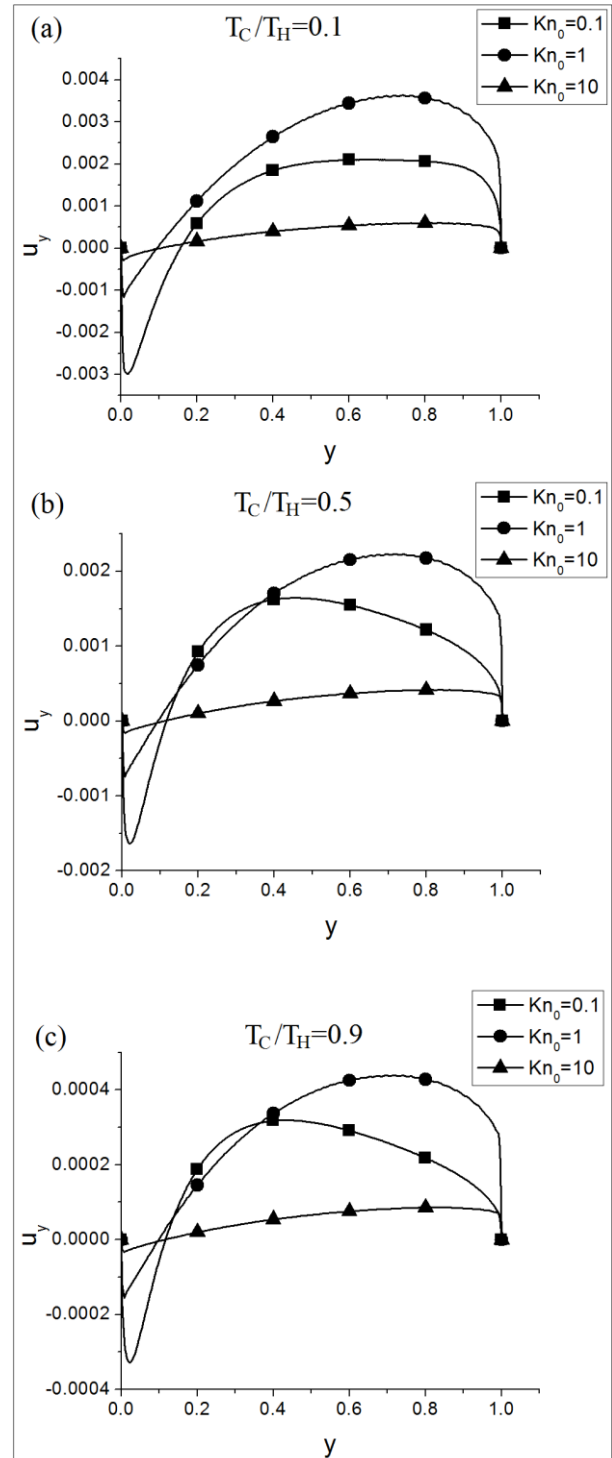 (a)
T_C/T_H=0.1
Kn_0=0.1
Kn_0=1
Kn_0=10
0.004
0.003
0.002
0.001
0.000
-0.001
-0.002
-0.003
u_y
0.0 0.2 0.4 0.6 0.8 1.0
y
(b)
T_C/T_H=0.5
Kn_0=0.1
Kn_0=1
Kn_0=10
0.002
0.001
0.000
-0.001
-0.002
u_y
0.0 0.2 0.4 0.6 0.8 1.0
y
(c)
T_C/T_H=0.9
Kn_0=0.1
Kn_0=1
Kn_0=10
0.0004
0.0002
0.0000
-0.0002
-0.0004
u_y
0.0 0.2 0.4 0.6 0.8 1.0
y